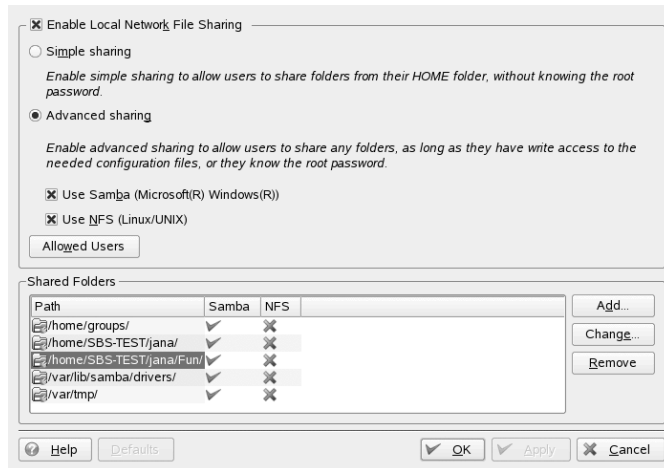 Enable Local Network File Sharing
Simple sharing
Enable simple sharing to allow users to share folders from their HOME folder, without knowing the root
password.
Advanced sharing
Enable advanced sharing to allow users to share any folders, as long as they have write access to the
needed configuration files, or they know the root password.
Use Samba (Microsoft(R) Windows(R))
Use NFS (Linux/UNIX)
Allowed Users
Shared Folders
Path Samba NFS
/home/groups/
/home/SBS-TEST/jana/
/home/SBS-TEST/jana/Fun/
/var/lib/samba/drivers/
/var/tmp/
Add...
Change...
Remove
Help Defaults OK Apply Cancel